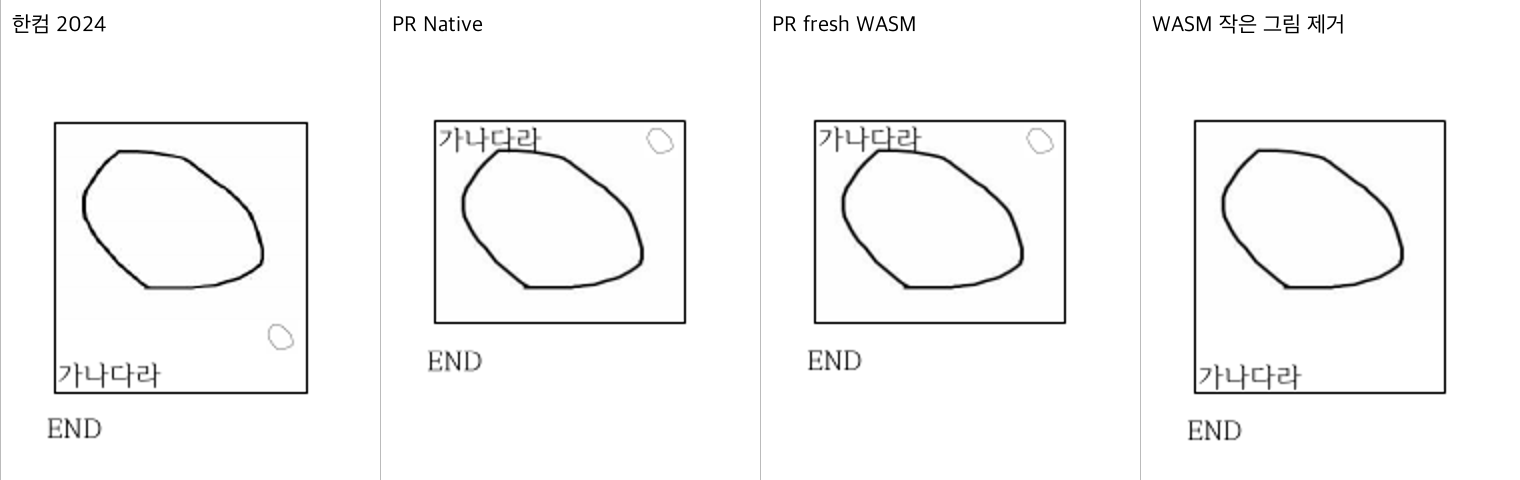 한컴 2024
가나다라
END
PR Native
가나다라
END
PR fresh WASM
가나다라
END
WASM 작은 그림 제거
가나다라
END